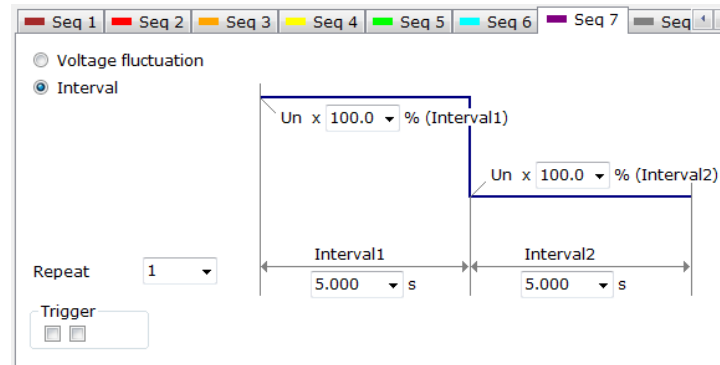 Seq 1 Seq 2 Seq 3 Seq 4 Seq 5 Seq 6 Seq 7 Seq
Voltage fluctuation
Interval
Un x 100.0 % (Interval1)
Un x 100.0 % (Interval2)
Interval1 Interval2
Repeat 1
5.000 s 5.000 s
Trigger